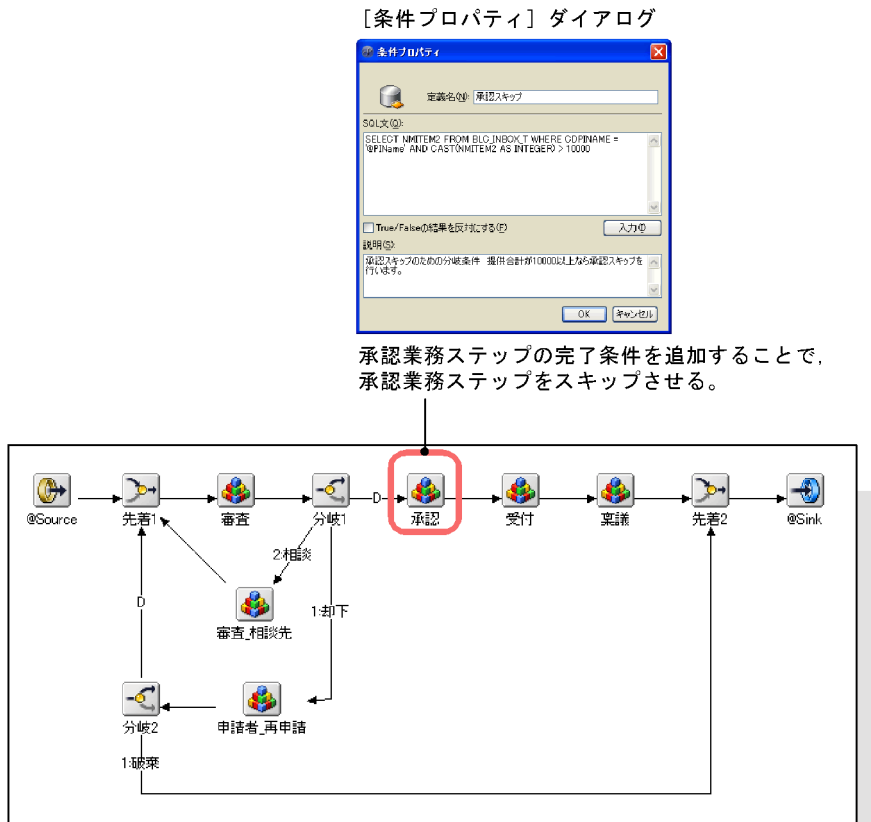 [条件プロパティ] ダイアログ
条件プロパティ
定義名(N): 承認スキップ
SQL文(Q):
SELECT NMITEM2 FROM BLC_INBOX_T WHERE CDPINAME =
'@PIName' AND CAST(NMITEM2 AS INTEGER) > 10000
True/Falseの結果を反対にする(F)
入力(I)
説明(S):
承認スキップのための分岐条件 提供合計が10000以上なら承認スキップを
行います。
OK キャンセル
承認業務ステップの完了条件を追加することで,
承認業務ステップをスキップさせる。
D
@Source 先着1 審査 分岐1 承認 受付 稟議 先着2 @Sink
2:相談
D
1:却下
審査_相談先
分岐2 申請者_再申請
1:破棄